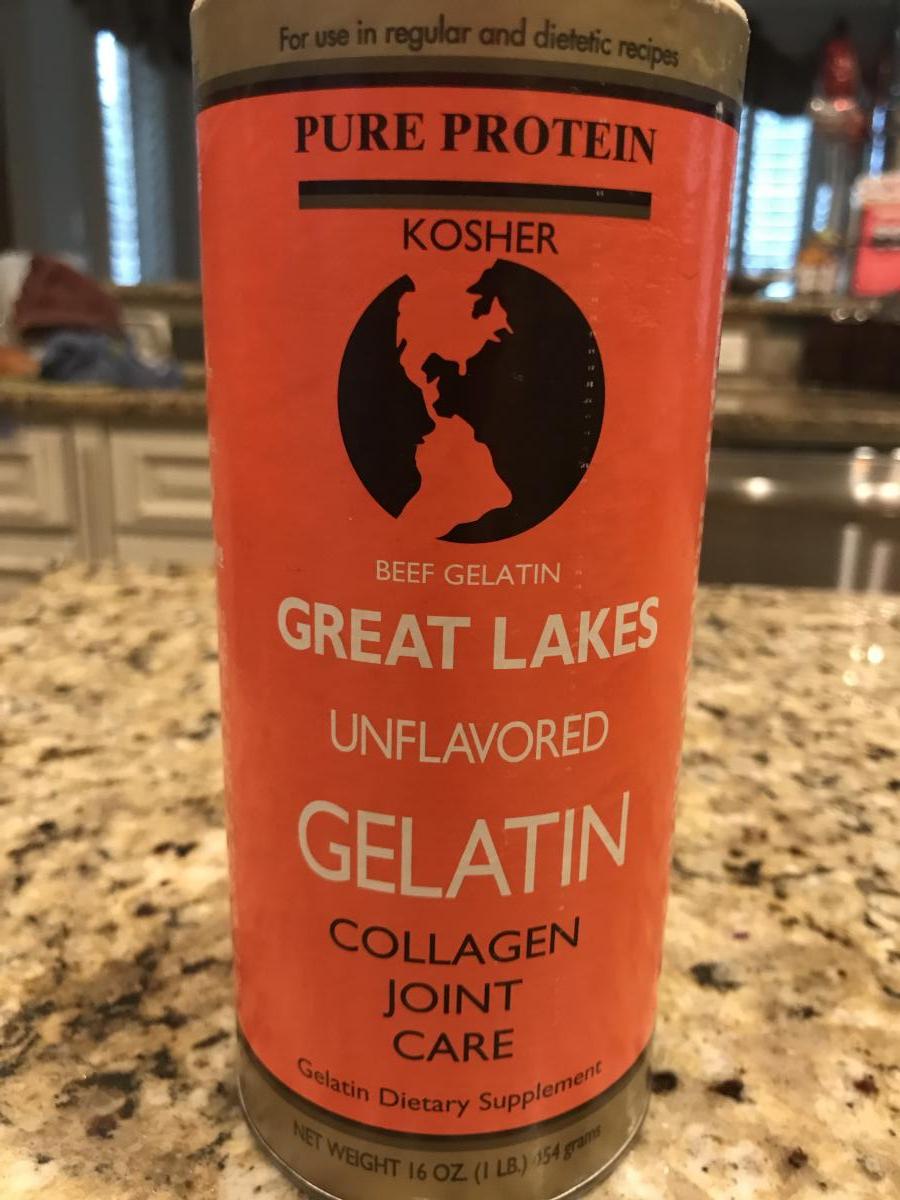 For use in regular and dietetic recipes
PURE PROTEIN
KOSHER
BEEF GELATIN
GREAT LAKES
UNFLAVORED
GELATIN
COLLAGEN
JOINT
CARE
Gelatin Dietary Supplement
NET WEIGHT 16 OZ. (1 LB.) 454 grams